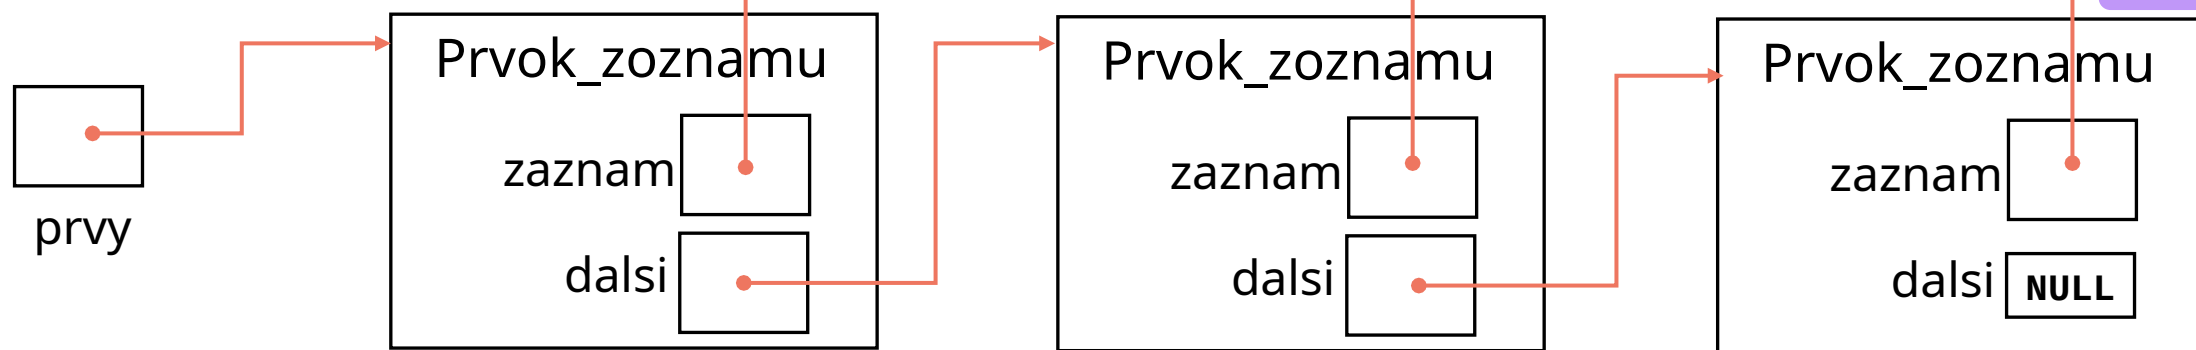 Prvok_zoznamu
zaznam
dalsi
prvy
Prvok_zoznamu
zaznam
dalsi
Prvok_zoznamu
zaznam
dalsi NULL